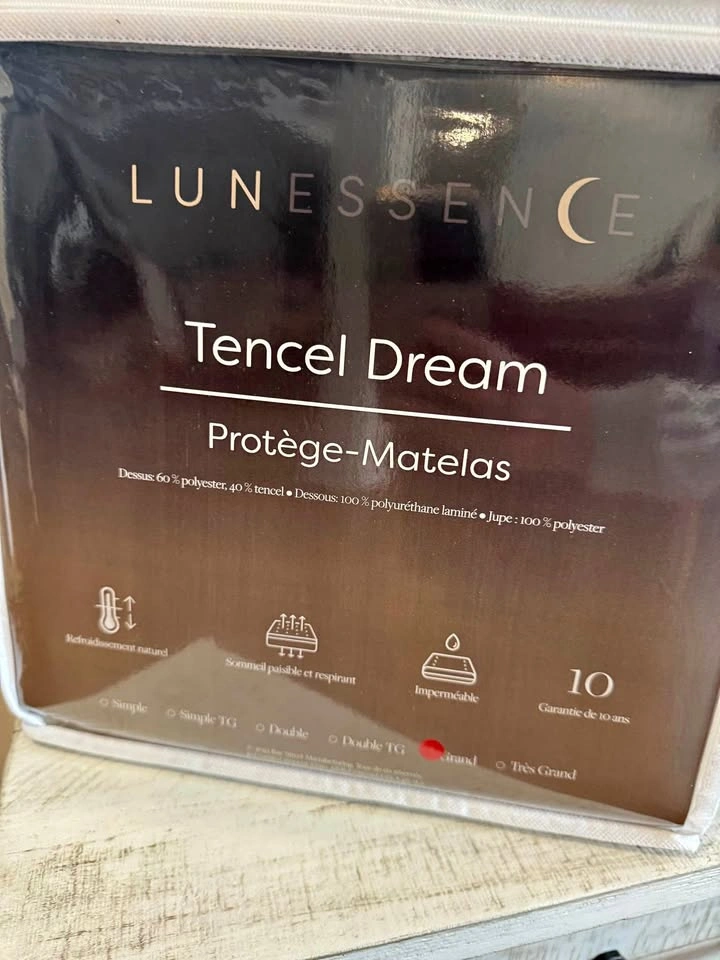 LUNESSENCE
Tencel Dream
Protège-Matelas
Dessus: 60 % polyester, 40 % tencel • Dessous: 100 % polyuréthane laminé • Jupe : 100 % polyester
Refroidissement naturel
Sommeil paisible et respirant
Imperméable
10
Garantie de 10 ans
Simple
Simple TG
Double
Double TG
Grand
Très Grand